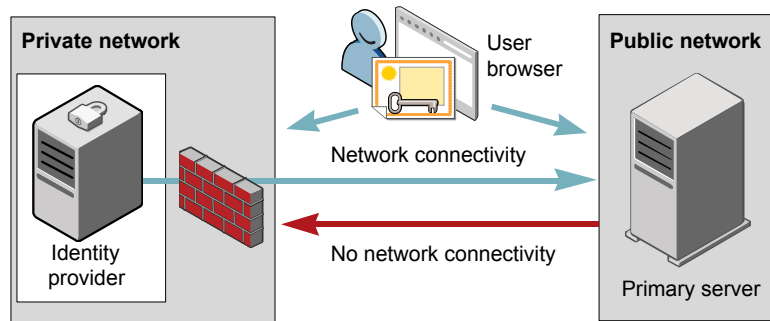 Private network
User
browser
Public network
Network connectivity
Identity
provider
No network connectivity
Primary server